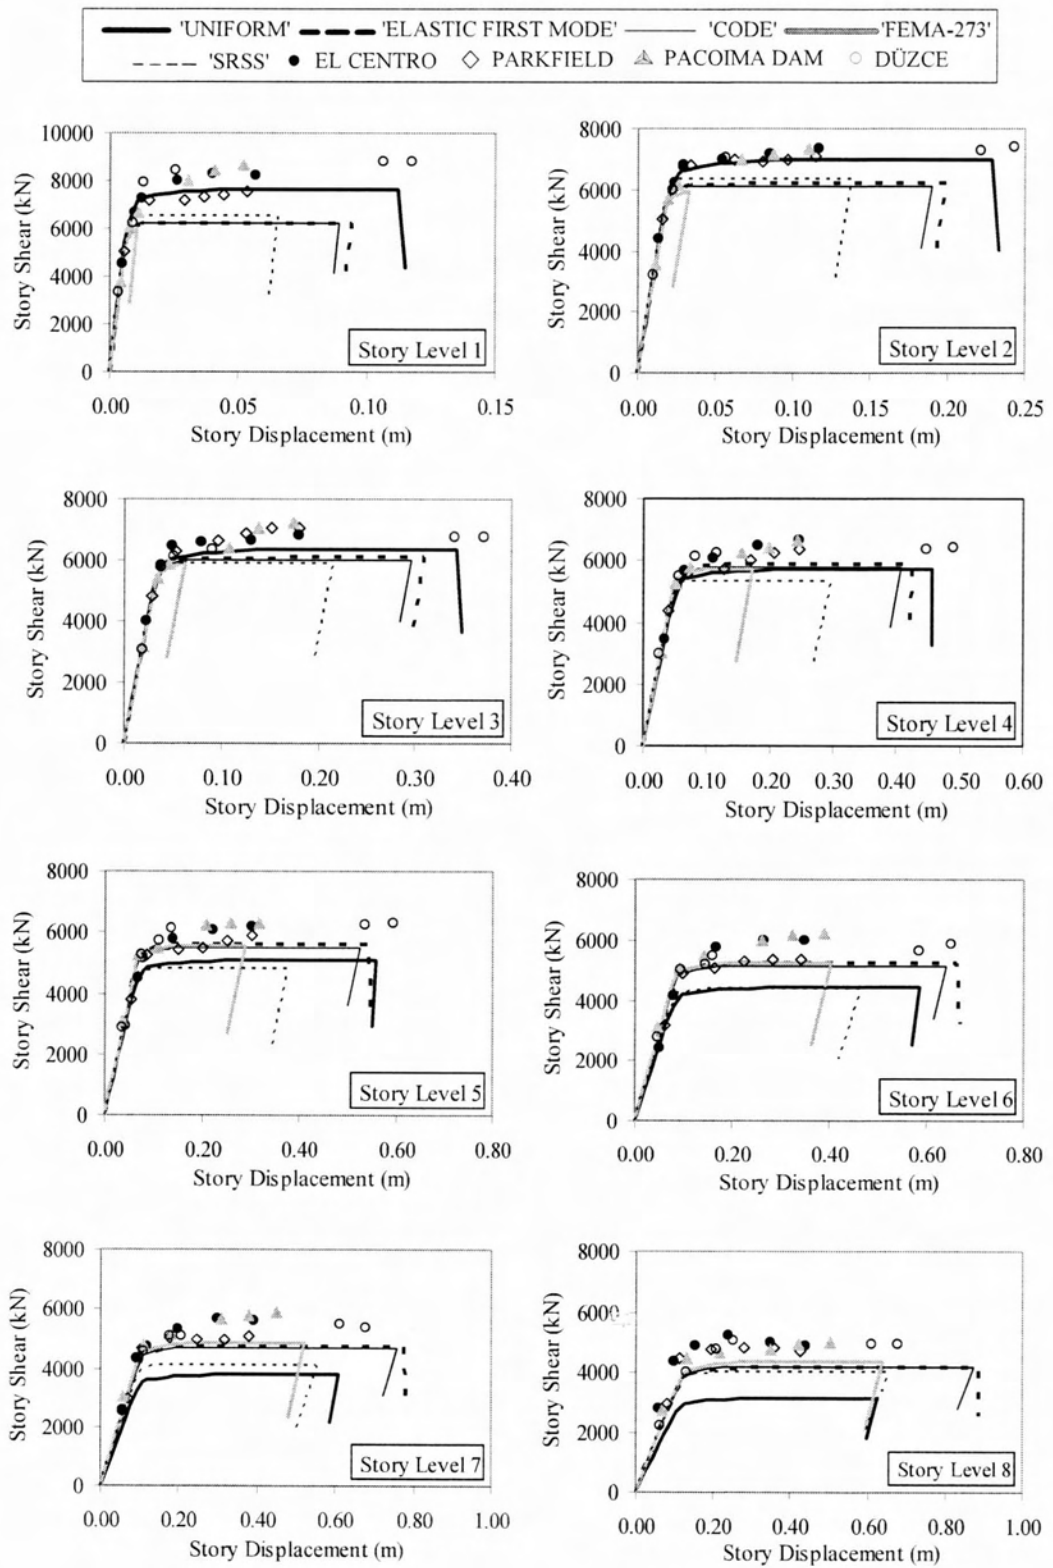 'UNIFORM' 'ELASTIC FIRST MODE' 'CODE' 'FEMA-273'
'SRSS' EL CENTRO PARKFIELD PACOIMA DAM DÜZCE
Story Shear (kN)
10000
8000
6000
4000
2000
0
Story Level 1
0.00 0.05 0.10 0.15
Story Displacement (m)
Story Shear (kN)
8000
6000
4000
2000
0
Story Level 2
0.00 0.05 0.10 0.15 0.20 0.25
Story Displacement (m)
Story Shear (kN)
8000
6000
4000
2000
0
Story Level 3
0.00 0.10 0.20 0.30 0.40
Story Displacement (m)
Story Shear (kN)
8000
6000
4000
2000
0
Story Level 4
0.00 0.10 0.20 0.30 0.40 0.50 0.60
Story Displacement (m)
Story Shear (kN)
8000
6000
4000
2000
0
Story Level 5
0.00 0.20 0.40 0.60 0.80
Story Displacement (m)
Story Shear (kN)
8000
6000
4000
2000
0
Story Level 6
0.00 0.20 0.40 0.60 0.80
Story Displacement (m)
Story Shear (kN)
8000
6000
4000
2000
0
Story Level 7
0.00 0.20 0.40 0.60 0.80 1.00
Story Displacement (m)
Story Shear (kN)
8000
6000
4000
2000
0
Story Level 8
0.00 0.20 0.40 0.60 0.80 1.00
Story Displacement (m)